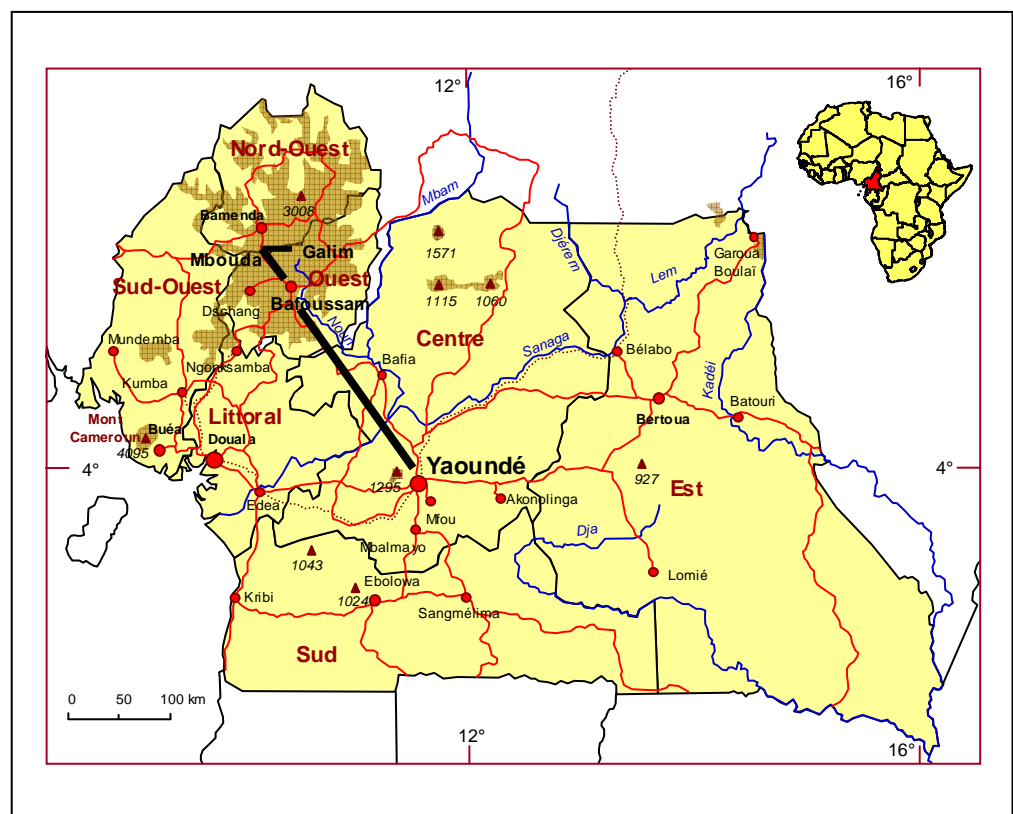 12°
16°
Nord-Ouest
Mbam
3008
Bamenda
Djérem
1571
Galim
Mbouda
Garoua
Boulaï
Lem
Sud-Ouest
Ouest
1115
1060
Bafoussam
Dschang
Noun
Centre
Sanaga
Mundemba
Bélabo
Bafia
Ngonksamba
Kadéi
Kumba
Batouri
Littoral
Bertoua
Mont
Cameroun
Buéa
Douala
4095
4°
Yaoundé
4°
1295
927
Est
Akonolinga
Edea
Mfou
Dja
Mbalmayo
1043
Ebolowa
Lomié
1024
Kribi
Sangmélima
Sud
0 50 100 km
12°
16°